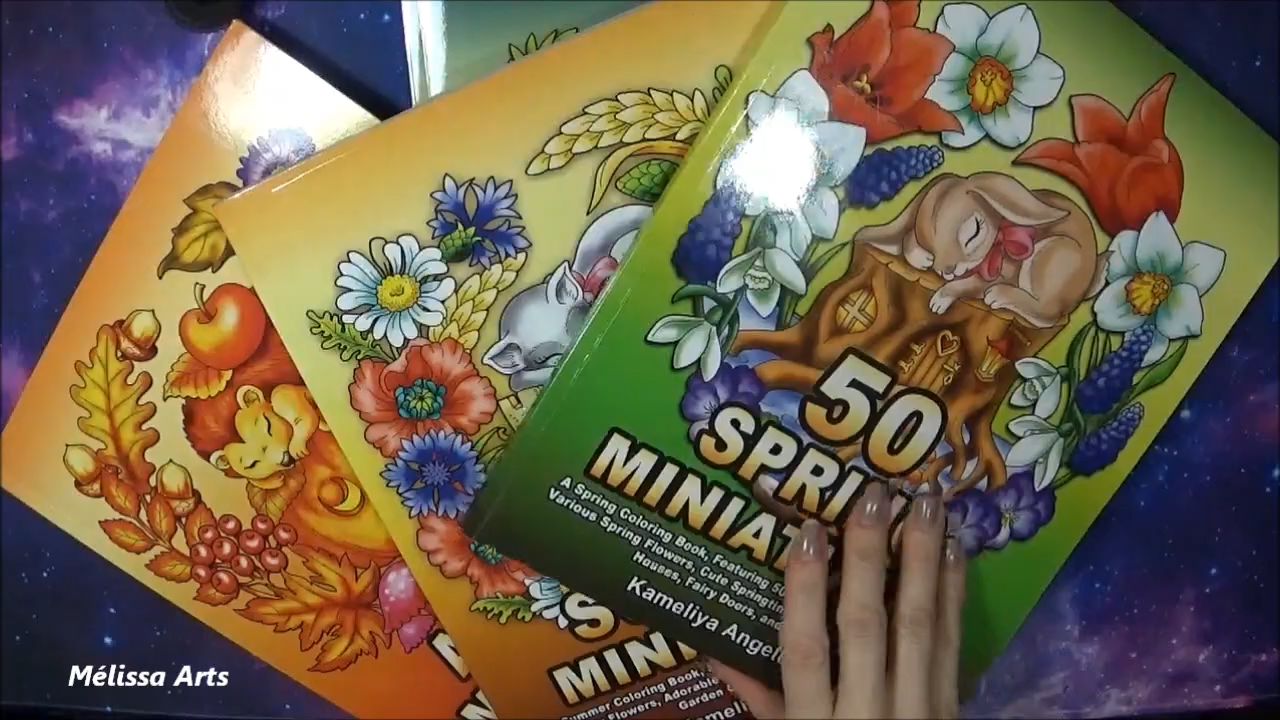 50
SPRI
MINIAT
A Spring Coloring Book, Featuring 50
Various Spring Flowers, Cute Springtim
Houses, Fairy Doors, and
Kameliya Angel
S
MINI
Summer Coloring Book,
Flowers, Adorable
Garden
Mélissa Arts